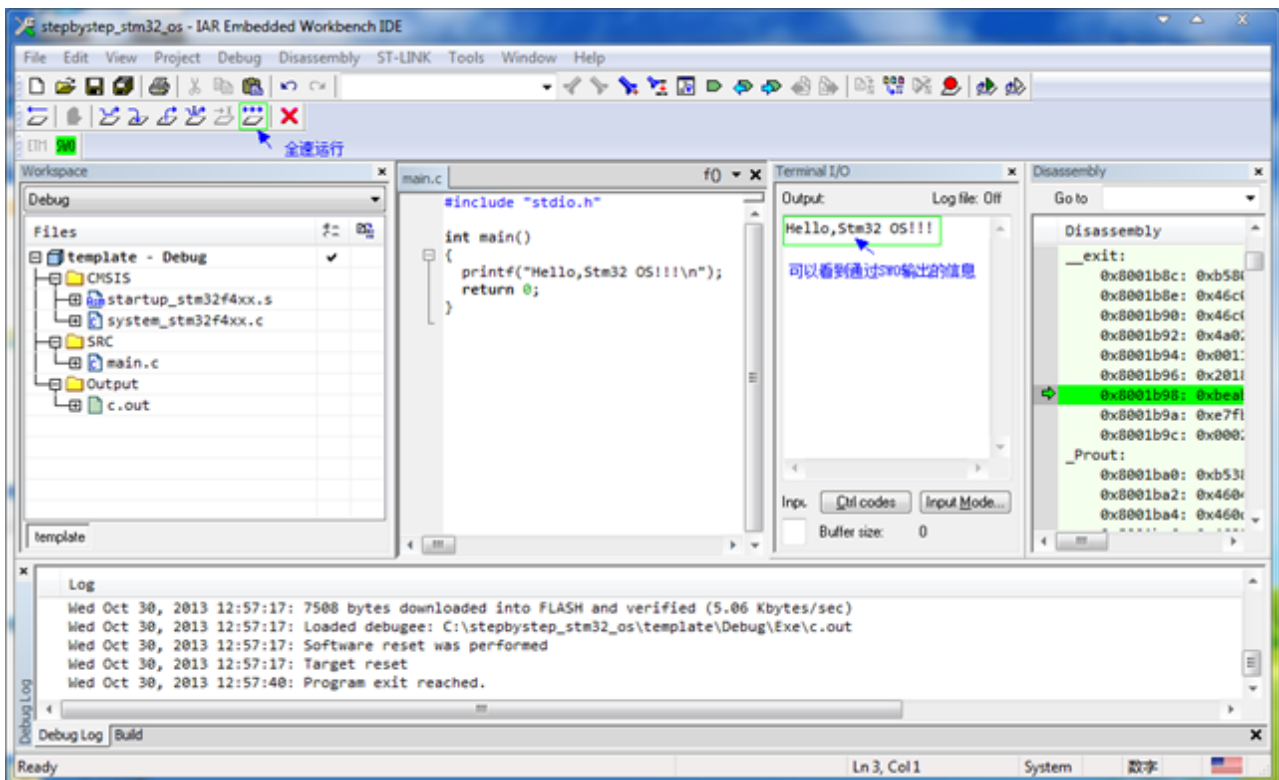 stepbystep_stm32_os - IAR Embedded Workbench IDE
File Edit View Project Debug Disassembly ST-LINK Tools Window Help
ETM SWO
全速运行
Workspace
Debug
Files
template - Debug
CMSIS
startup_stm32f4xx.s
system_stm32f4xx.c
SRC
main.c
Output
c.out
template
main.c
f()
#include "stdio.h"
int main()
{
printf("Hello,Stm32 OS!!!\n");
return 0;
}
Terminal I/O
Output: Log file: Off
Hello,Stm32 OS!!!
可以看到通过SWO输出的信息
Ctrl codes Input Mode...
Buffer size: 0
Disassembly
Go to
Disassembly
__exit:
0x8001b8c:
0x8001b8e:
0x8001b90:
0x8001b92:
0x8001b94:
0x8001b96:
0x8001b98:
0x8001b9a:
0x8001b9c:
_Prout:
0x8001ba0:
0x8001ba2:
0x8001ba4:
Log
Wed Oct 30, 2013 12:57:17: 7508 bytes downloaded into FLASH and verified (5.06 Kbytes/sec)
Wed Oct 30, 2013 12:57:17: Loaded debugee: C:\stepbystep_stm32_os\template\Debug\Exe\c.out
Wed Oct 30, 2013 12:57:17: Software reset was performed
Wed Oct 30, 2013 12:57:17: Target reset
Wed Oct 30, 2013 12:57:40: Program exit reached.
Debug Log
Debug Log Build
Ready Ln 3, Col 1 System 数字